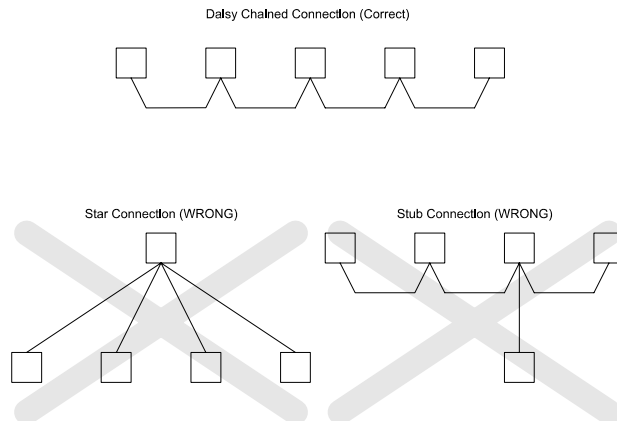 Daisy Chained Connection (Correct)
Star Connection (WRONG)
Stub Connection (WRONG)